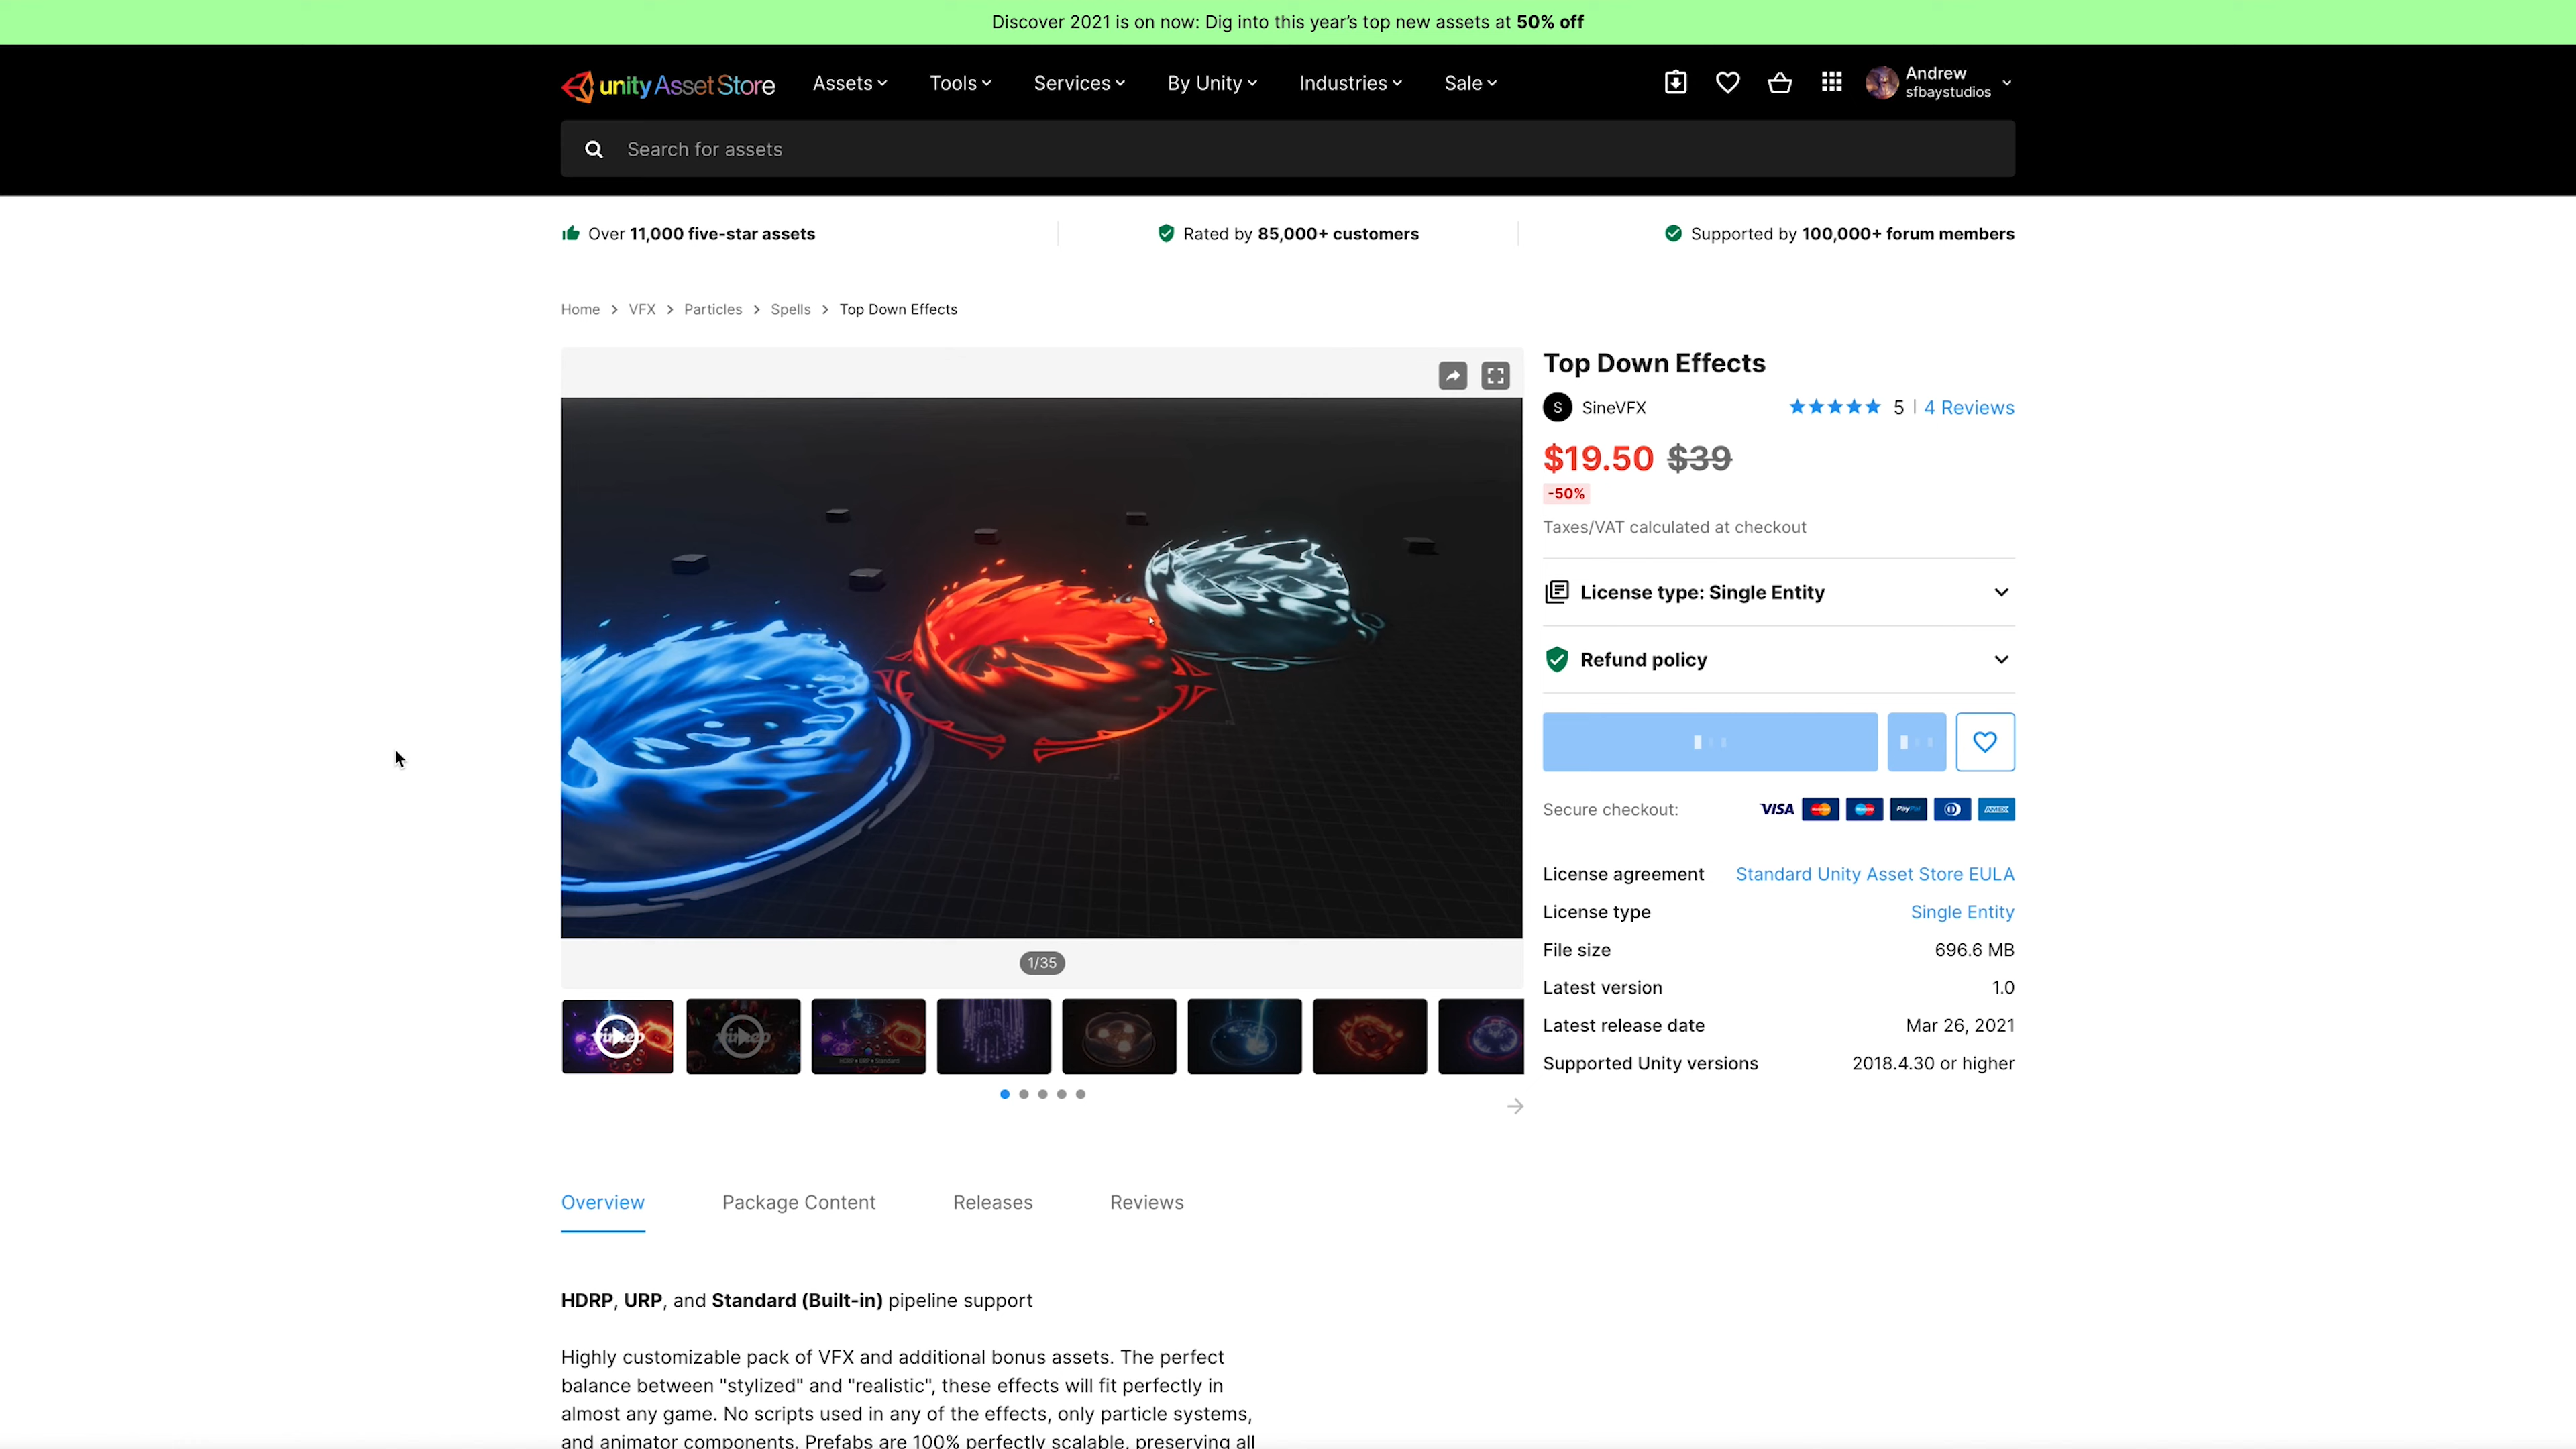 Discover 2021 is on now: Dig into this year's top new assets at 50% off
unity Asset Store
Assets
Tools
Services
By Unity
Industries
Sale
Andrew
sfbaystudios
Search for assets
Over 11,000 five-star assets
Rated by 85,000+ customers
Supported by 100,000+ forum members
Home > VFX > Particles > Spells > Top Down Effects
Top Down Effects
S SineVFX
5 | 4 Reviews
$19.50 $39
-50%
Taxes/VAT calculated at checkout
License type: Single Entity
Refund policy
Secure checkout:
VISA
PayPal
AMEX
License agreement Standard Unity Asset Store EULA
License type Single Entity
File size 696.6 MB
Latest version 1.0
Latest release date Mar 26, 2021
Supported Unity versions 2018.4.30 or higher
1/35
vimeo
vimeo
HDRP • URP • Standard
Overview
Package Content
Releases
Reviews
HDRP, URP, and Standard (Built-in) pipeline support
Highly customizable pack of VFX and additional bonus assets. The perfect
balance between "stylized" and "realistic", these effects will fit perfectly in
almost any game. No scripts used in any of the effects, only particle systems,
and animator components. Prefabs are 100% perfectly scalable, preserving all